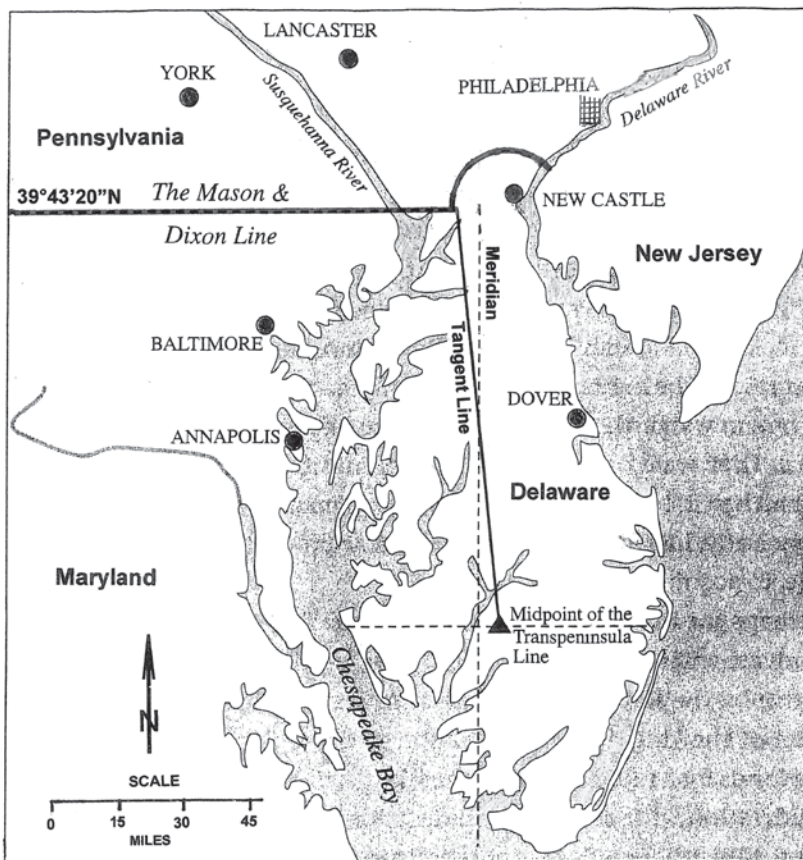 LANCASTER
YORK
Susquehanna River
PHILADELPHIA
Delaware River
Pennsylvania
39°43'20"N
The Mason &
Dixon Line
NEW CASTLE
New Jersey
Meridian
Tangent Line
BALTIMORE
DOVER
ANNAPOLIS
Delaware
Maryland
Midpoint of the
Transpeninsula
Line
Chesapeake Bay
N
SCALE
0 15 30 45
MILES